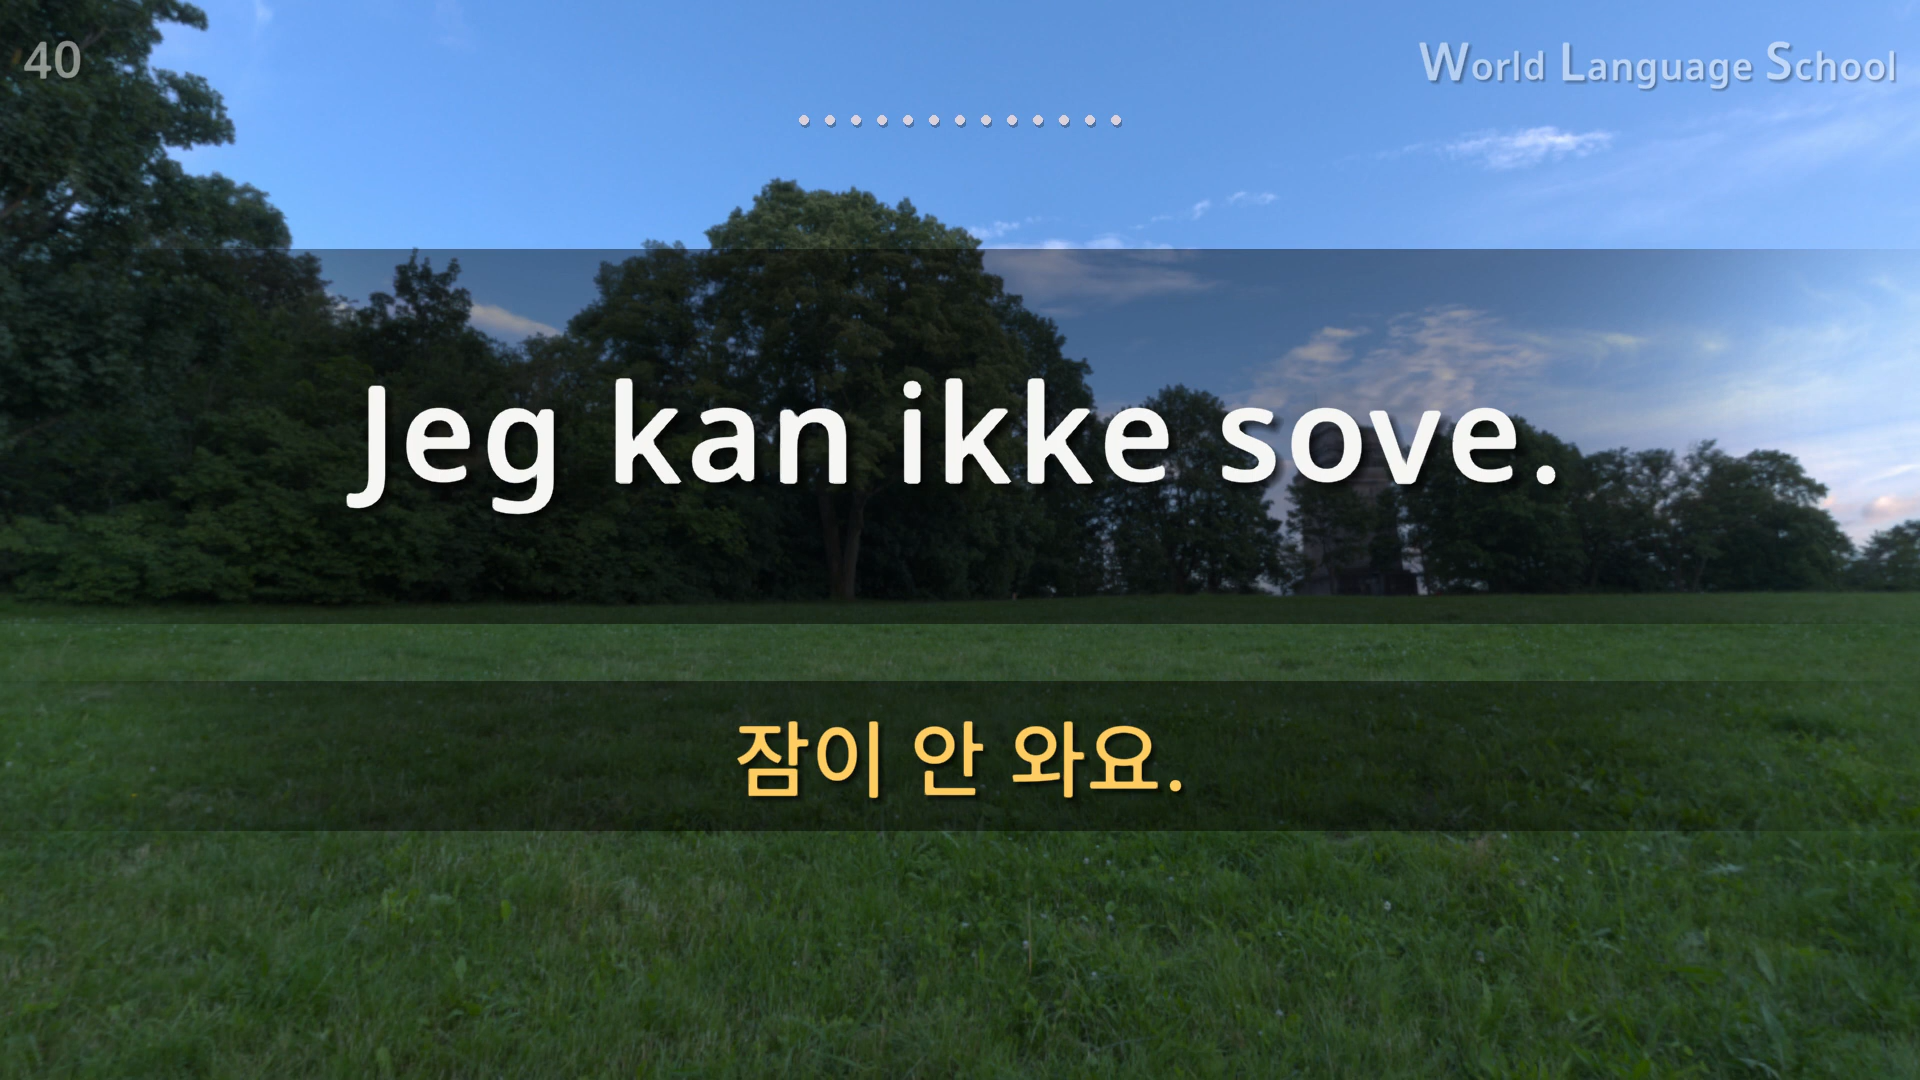 40
World Language School
Jeg kan ikke sove.
잠이 안 와요.